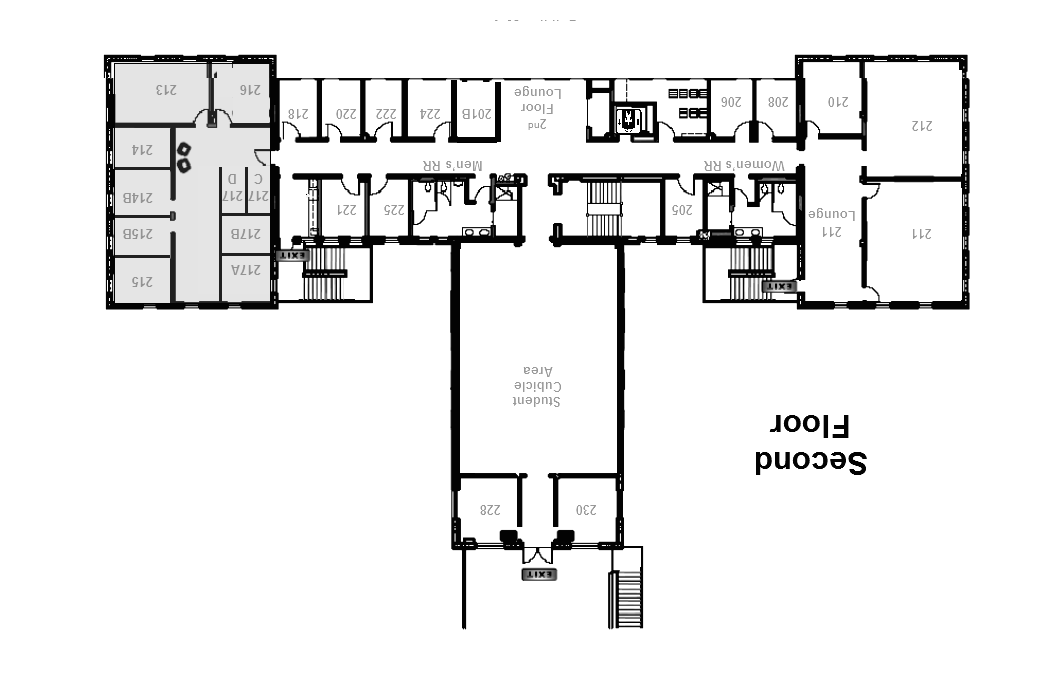 EXIT
230
228
Second
Floor
Student
Cubicle
Area
EXIT
217A
215
EXIT
211
211
Lounge
205
225
221
217B
215B
217
C
217
D
214B
Women's RR
Men's RR
214
212
210
208
206
2nd
Floor
Lounge
201B
224
222
220
218
216
213